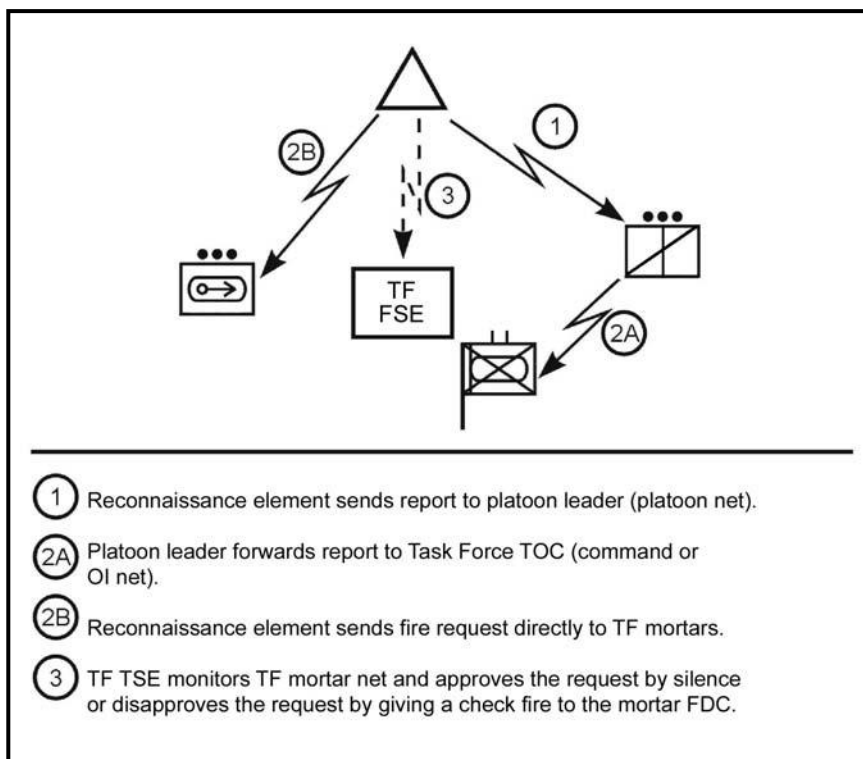 1
2B
3
TF
FSE
2A
1 Reconnaissance element sends report to platoon leader (platoon net).
2A Platoon leader forwards report to Task Force TOC (command or
OI net).
2B Reconnaissance element sends fire request directly to TF mortars.
3 TF TSE monitors TF mortar net and approves the request by silence
or disapproves the request by giving a check fire to the mortar FDC.